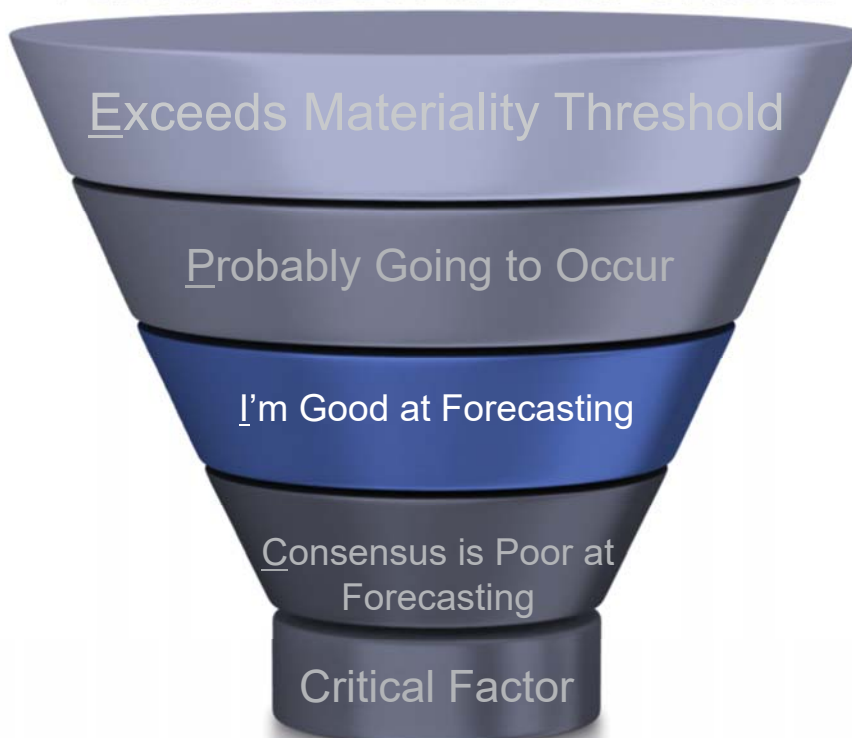 Exceeds Materiality Threshold
Probably Going to Occur
I'm Good at Forecasting
Consensus is Poor at
Forecasting
Critical Factor